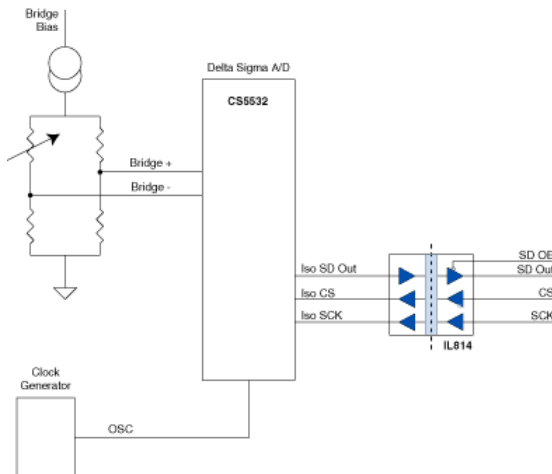 Bridge
Bias
Delta Sigma A/D
CS5532
Bridge +
Bridge -
Iso SD Out
Iso CS
Iso SCK
SD OE
SD Out
CS
SCK
IL814
Clock
Generator
OSC